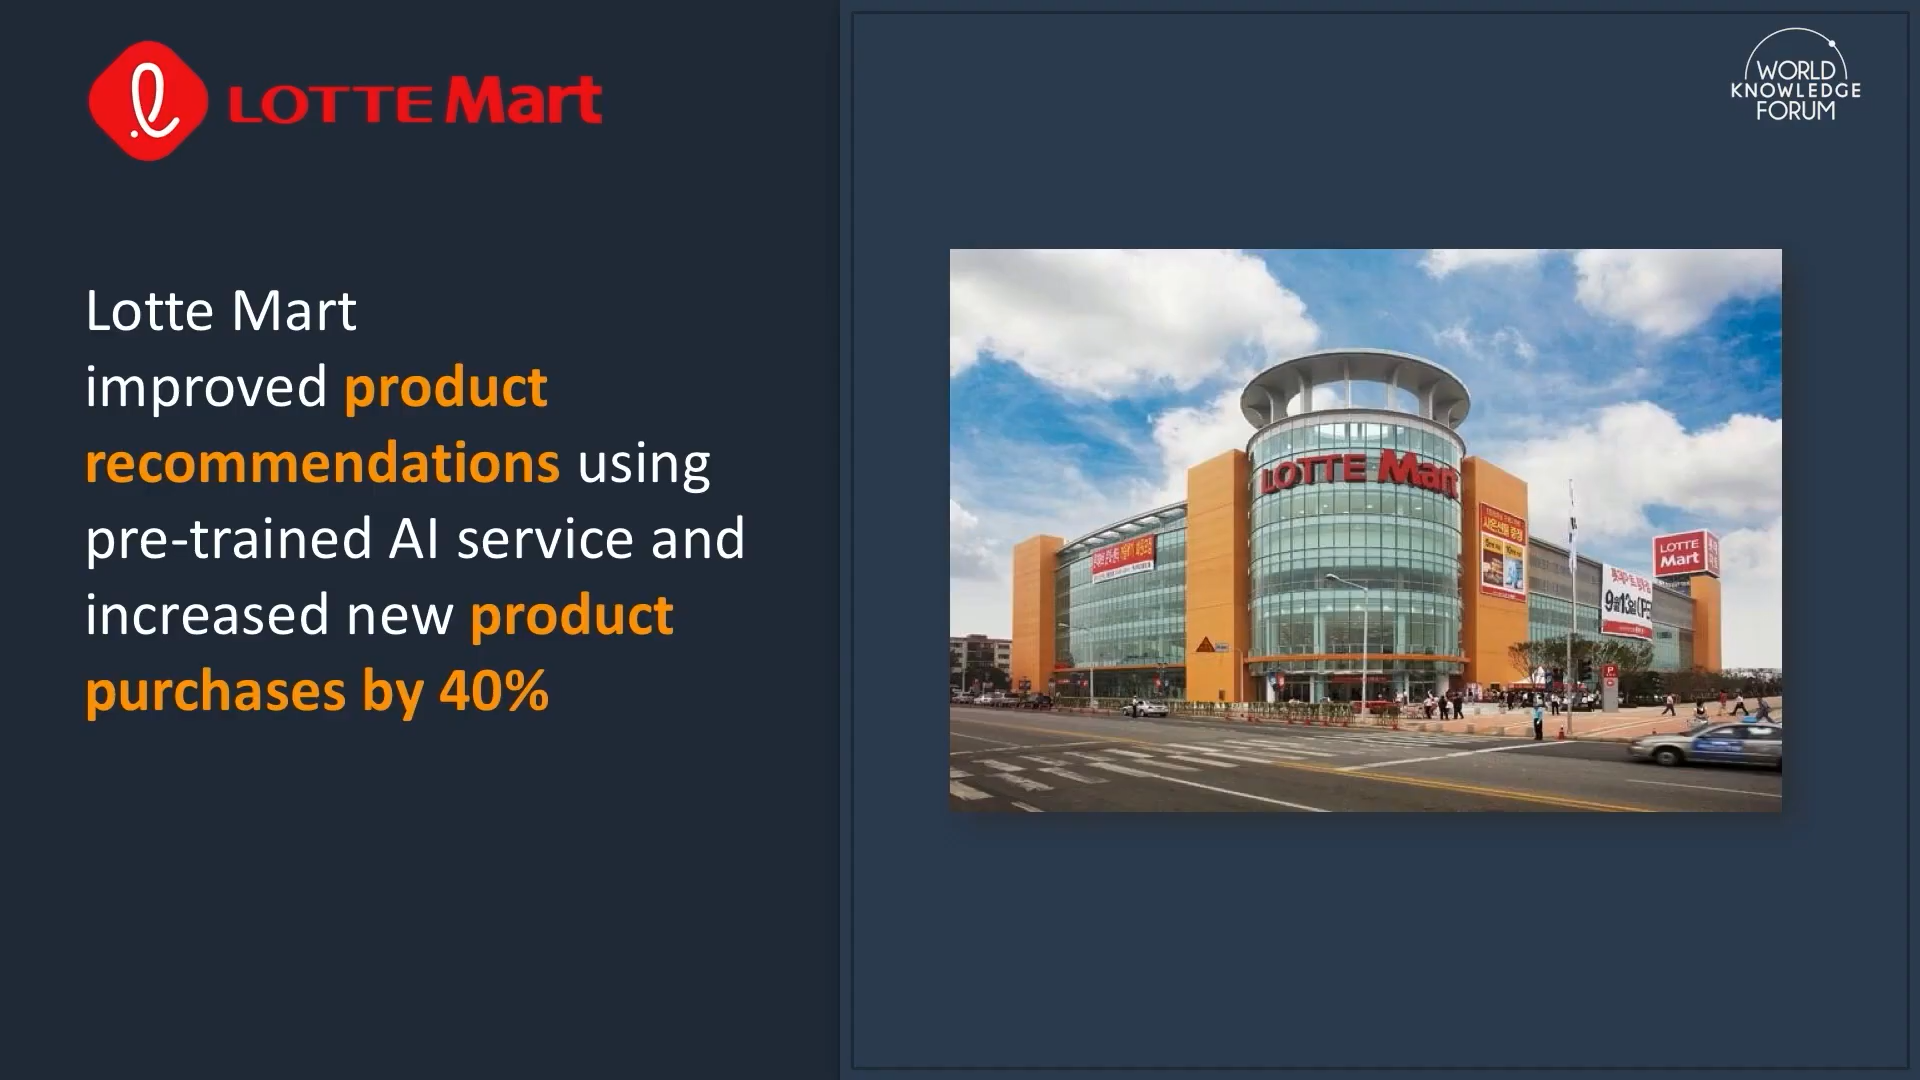 LOTTE Mart
WORLD
KNOWLEDGE
FORUM
Lotte Mart
improved product
recommendations using
pre-trained AI service and
increased new product
purchases by 40%
LOTTE Mart
LOTTE
Mart